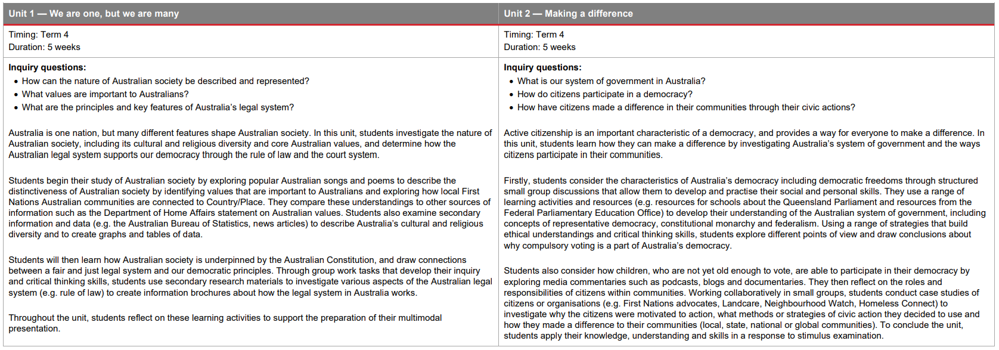 Unit 1 — We are one, but we are many
Timing: Term 4
Duration: 5 weeks
Inquiry questions:
• How can the nature of Australian society be described and represented?
• What values are important to Australians?
• What are the principles and key features of Australia's legal system?
Australia is one nation, but many different features shape Australian society. In this unit, students investigate the nature of
Australian society, including its cultural and religious diversity and core Australian values, and determine how the
Australian legal system supports our democracy through the rule of law and the court system.
Students begin their study of Australian society by exploring popular Australian songs and poems to describe the
distinctiveness of Australian society by identifying values that are important to Australians and exploring how local First
Nations Australian communities are connected to Country/Place. They compare these understandings to other sources of
information such as the Department of Home Affairs statement on Australian values. Students also examine secondary
information and data (e.g. the Australian Bureau of Statistics, news articles) to describe Australia's cultural and religious
diversity and to create graphs and tables of data.
Students will then learn how Australian society is underpinned by the Australian Constitution, and draw connections
between a fair and just legal system and our democratic principles. Through group work tasks that develop their inquiry
and critical thinking skills, students use secondary research materials to investigate various aspects of the Australian legal
system (e.g. rule of law) to create information brochures about how the legal system in Australia works.
Throughout the unit, students reflect on these learning activities to support the preparation of their multimodal
presentation.
Unit 2 — Making a difference
Timing: Term 4
Duration: 5 weeks
Inquiry questions:
• What is our system of government in Australia?
• How do citizens participate in a democracy?
• How have citizens made a difference in their communities through their civic actions?
Active citizenship is an important characteristic of a democracy, and provides a way for everyone to make a difference. In
this unit, students learn how they can make a difference by investigating Australia's system of government and the ways
citizens participate in their communities.
Firstly, students consider the characteristics of Australia's democracy including democratic freedoms through structured
small group discussions that allow them to develop and practise their social and personal skills. They use a range of
learning activities and resources (e.g. resources for schools about the Queensland Parliament and resources from the
Federal Parliamentary Education Office) to develop their understanding of the Australian system of government, including
concepts of representative democracy, constitutional monarchy and federalism. Using a range of strategies that build
ethical understandings and critical thinking skills, students explore different points of view and draw conclusions about
why compulsory voting is a part of Australia's democracy.
Students also consider how children, who are not yet old enough to vote, are able to participate in their democracy by
exploring media commentaries such as podcasts, blogs and documentaries. They then reflect on the roles and
responsibilities of citizens within communities. Working collaboratively in small groups, students conduct case studies of
citizens or organisations (e.g. First Nations advocates, Landcare, Neighbourhood Watch, Homeless Connect) to
investigate why the citizens were motivated to action, what methods or strategies of civic action they decided to use and
how they made a difference to their communities (local, state, national or global communities). To conclude the unit,
students apply their knowledge, understanding and skills in a response to stimulus examination.